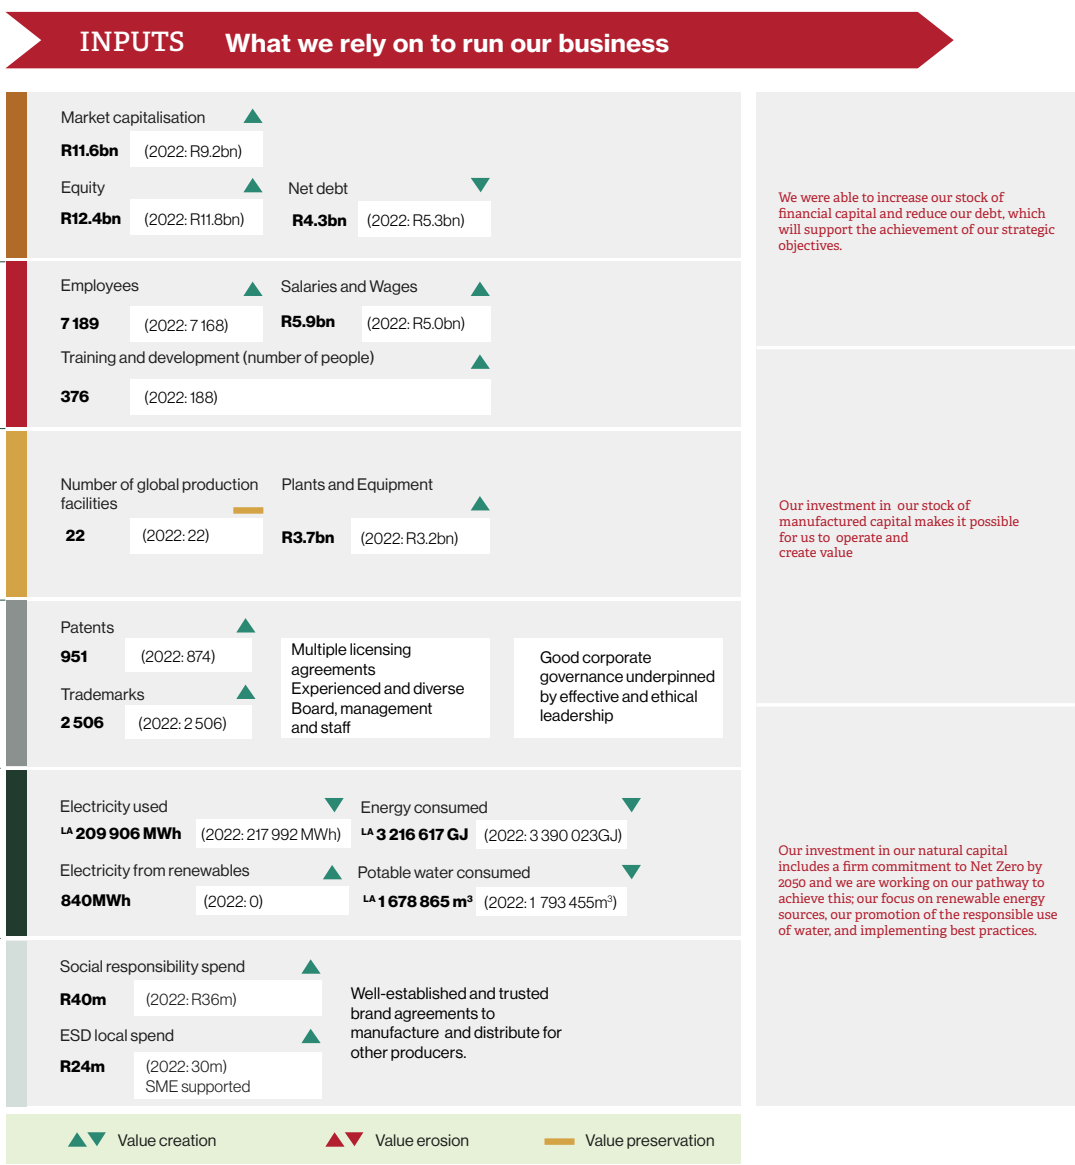 INPUTS What we rely on to run our business
Market capitalisation
R11.6bn (2022: R9.2bn)
Equity Net debt
R12.4bn (2022: R11.8bn) R4.3bn (2022: R5.3bn)
We were able to increase our stock of
financial capital and reduce our debt, which
will support the achievement of our strategic
objectives.
Employees Salaries and Wages
7 189 (2022: 7 168) R5.9bn (2022: R5.0bn)
Training and development (number of people)
376 (2022: 188)
Number of global production
facilities
Plants and Equipment
22 (2022: 22) R3.7bn (2022: R3.2bn)
Our investment in our stock of
manufactured capital makes it possible
for us to operate and
create value
Patents
951 (2022: 874)
Trademarks
2 506 (2022: 2 506)
Multiple licensing
agreements
Experienced and diverse
Board, management
and staff
Good corporate
governance underpinned
by effective and ethical
leadership
Electricity used Energy consumed
LA 209 906 MWh (2022: 217 992 MWh) LA 3 216 617 GJ (2022: 3 390 023GJ)
Electricity from renewables Potable water consumed
840MWh (2022: 0) LA 1 678 865 m³ (2022: 1 793 455m³)
Our investment in our natural capital
includes a firm commitment to Net Zero by
2050 and we are working on our pathway to
achieve this; our focus on renewable energy
sources, our promotion of the responsible use
of water, and implementing best practices.
Social responsibility spend
R40m (2022: R36m)
ESD local spend
R24m (2022: 30m)
SME supported
Well-established and trusted
brand agreements to
manufacture and distribute for
other producers.
Value creation Value erosion Value preservation